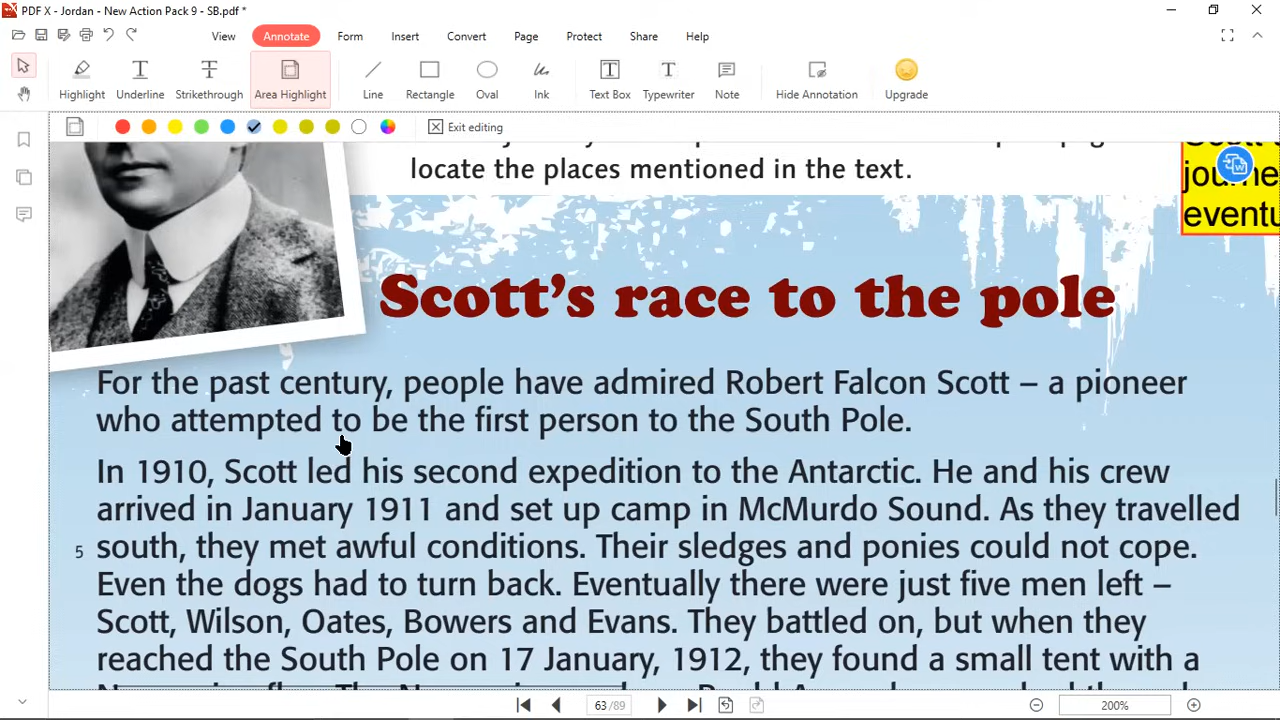 PDF X - Jordan - New Action Pack 9 - SB.pdf *
View Annotate Form Insert Convert Page Protect Share Help
Highlight Underline Strikethrough Area Highlight Line Rectangle Oval Ink Text Box Typewriter Note Hide Annotation Upgrade
Exit editing
locate the places mentioned in the text.
journe
eventu
Scott's race to the pole
For the past century, people have admired Robert Falcon Scott – a pioneer
who attempted to be the first person to the South Pole.
In 1910, Scott led his second expedition to the Antarctic. He and his crew
arrived in January 1911 and set up camp in McMurdo Sound. As they travelled
5 south, they met awful conditions. Their sledges and ponies could not cope.
Even the dogs had to turn back. Eventually there were just five men left –
Scott, Wilson, Oates, Bowers and Evans. They battled on, but when they
reached the South Pole on 17 January, 1912, they found a small tent with a
63 /89
200%